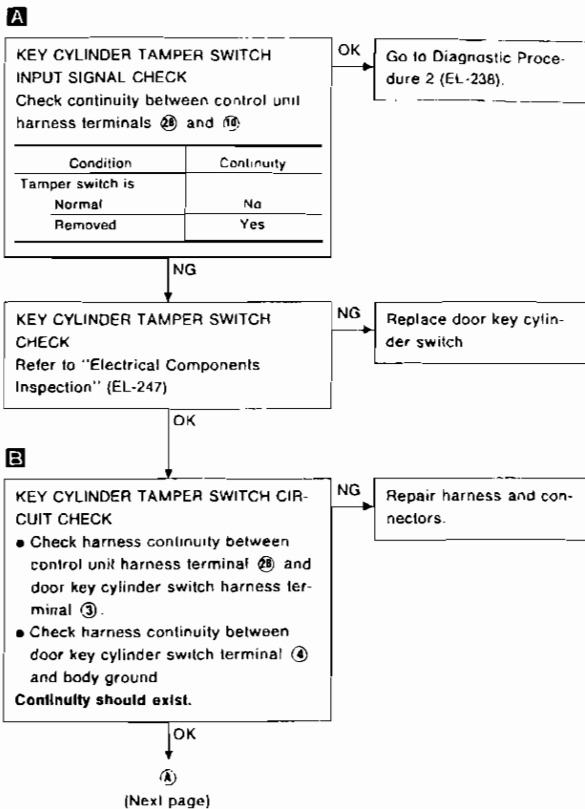 A
KEY CYLINDER TAMPER SWITCH
INPUT SIGNAL CHECK
Check continuity between control unit
harness terminals ㉘ and ⑩
Condition Continuity
Tamper switch is
Normal No
Removed Yes
OK
Go to Diagnostic Proce-
dure 2 (EL-238).
NG
KEY CYLINDER TAMPER SWITCH
CHECK
Refer to "Electrical Components
Inspection" (EL-247)
NG
Replace door key cylin-
der switch
OK
B
KEY CYLINDER TAMPER SWITCH CIR-
CUIT CHECK
● Check harness continuity between
control unit harness terminal ㉘ and
door key cylinder switch harness ter-
minal ③.
● Check harness continuity between
door key cylinder switch terminal ④
and body ground
Continuity should exist.
NG
Repair harness and con-
nectors.
OK
Ⓐ
(Next page)